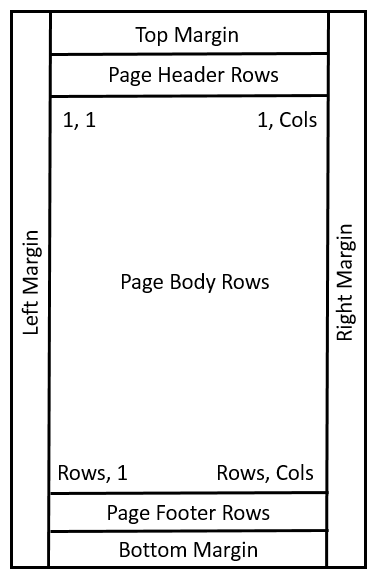 Top Margin
Page Header Rows
1, 1
1, Cols
Left Margin
Page Body Rows
Right Margin
Rows, 1
Rows, Cols
Page Footer Rows
Bottom Margin